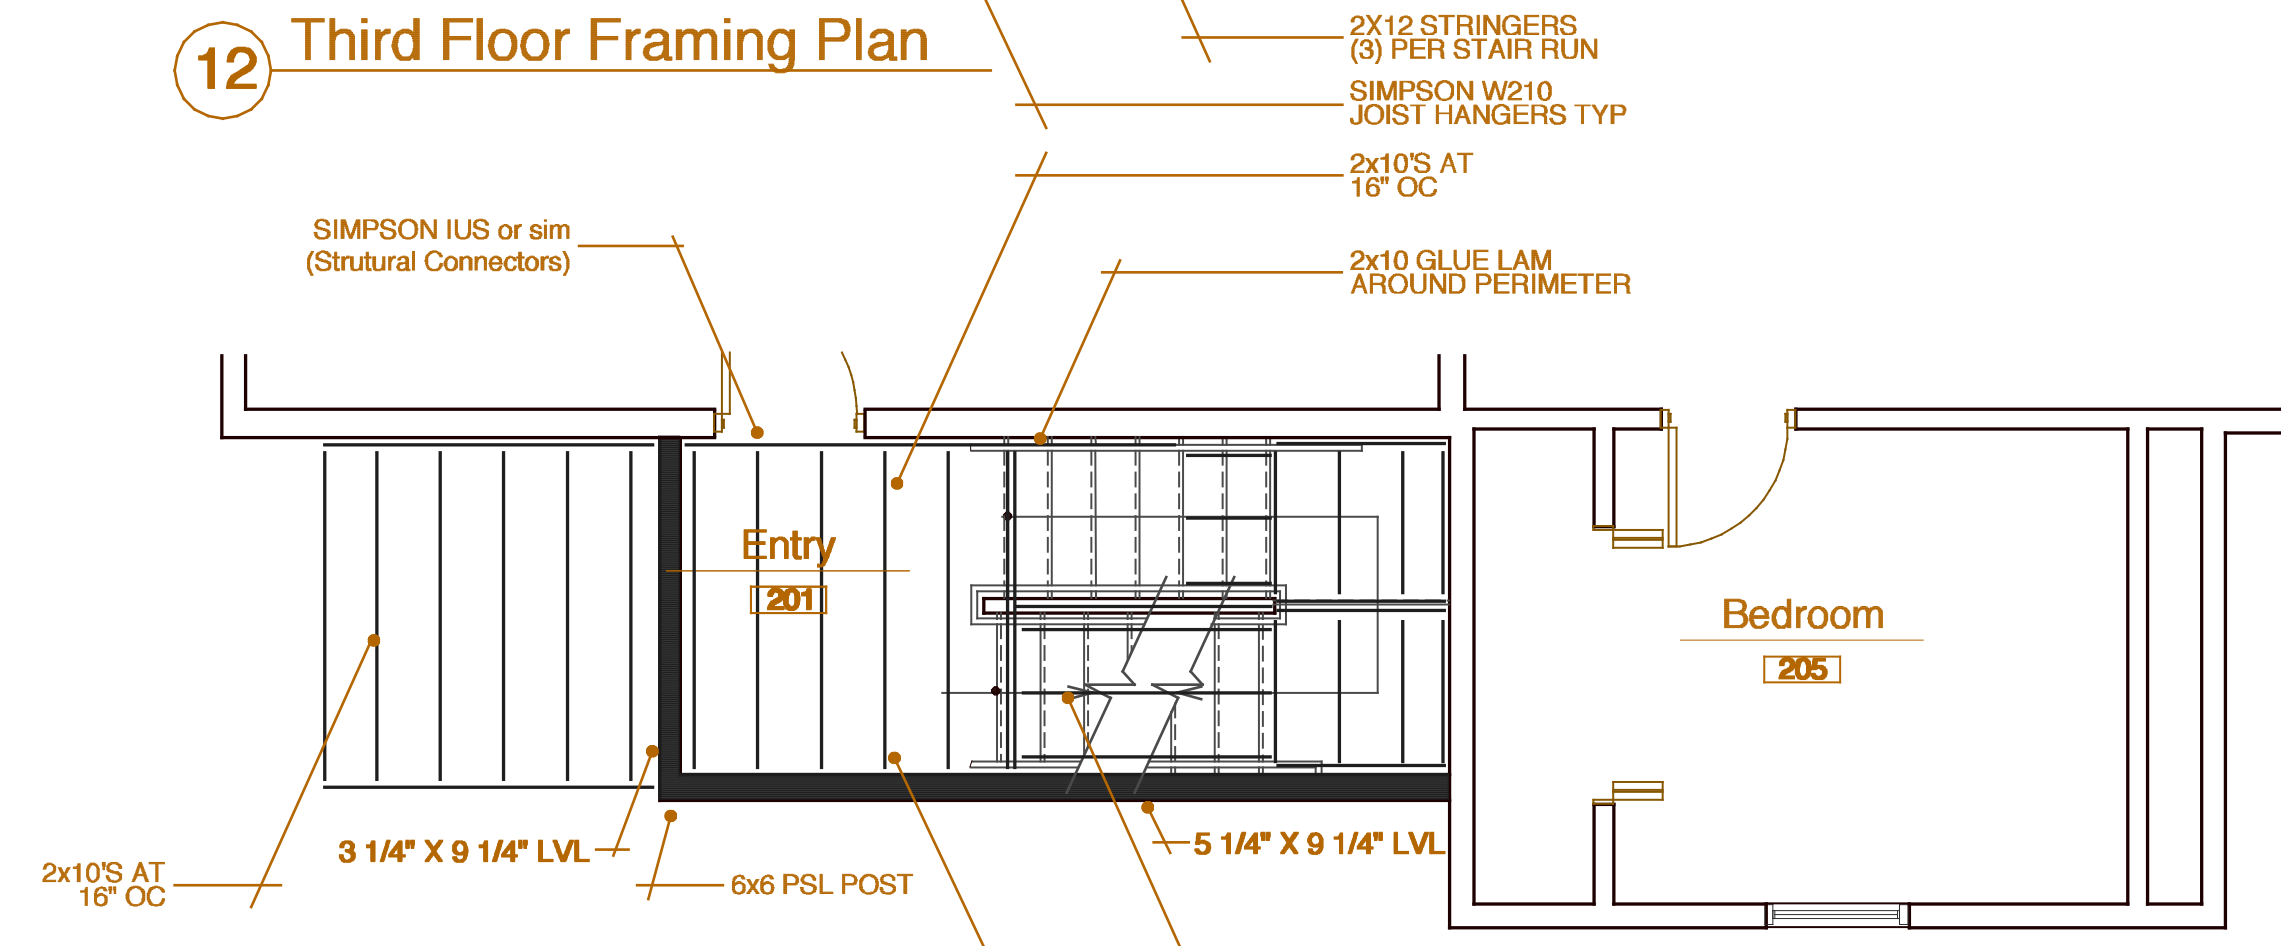 12 Third Floor Framing Plan
2X12 STRINGERS
(3) PER STAIR RUN
SIMPSON W210
JOIST HANGERS TYP
2x10'S AT
16" OC
SIMPSON IUS or sim
(Strutural Connectors)
2x10 GLUE LAM
AROUND PERIMETER
Entry
201
Bedroom
205
3 1/4" X 9 1/4" LVL
5 1/4" X 9 1/4" LVL
2x10'S AT
16" OC
6x6 PSL POST